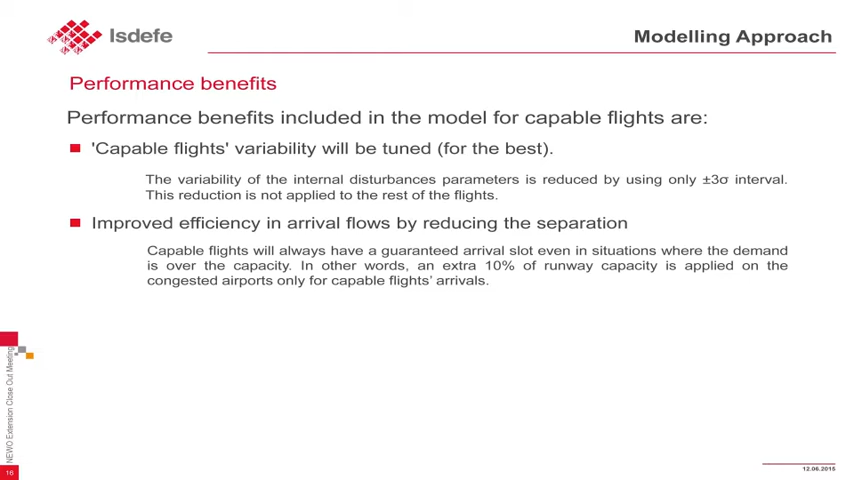 Isdefe
Modelling Approach
Performance benefits
Performance benefits included in the model for capable flights are:
'Capable flights' variability will be tuned (for the best).
The variability of the internal disturbances parameters is reduced by using only ±3σ interval.
This reduction is not applied to the rest of the flights.
Improved efficiency in arrival flows by reducing the separation
Capable flights will always have a guaranteed arrival slot even in situations where the demand
is over the capacity. In other words, an extra 10% of runway capacity is applied on the
congested airports only for capable flights’ arrivals.
NEWO Extension Close Out Meeting
16
12.06.2015